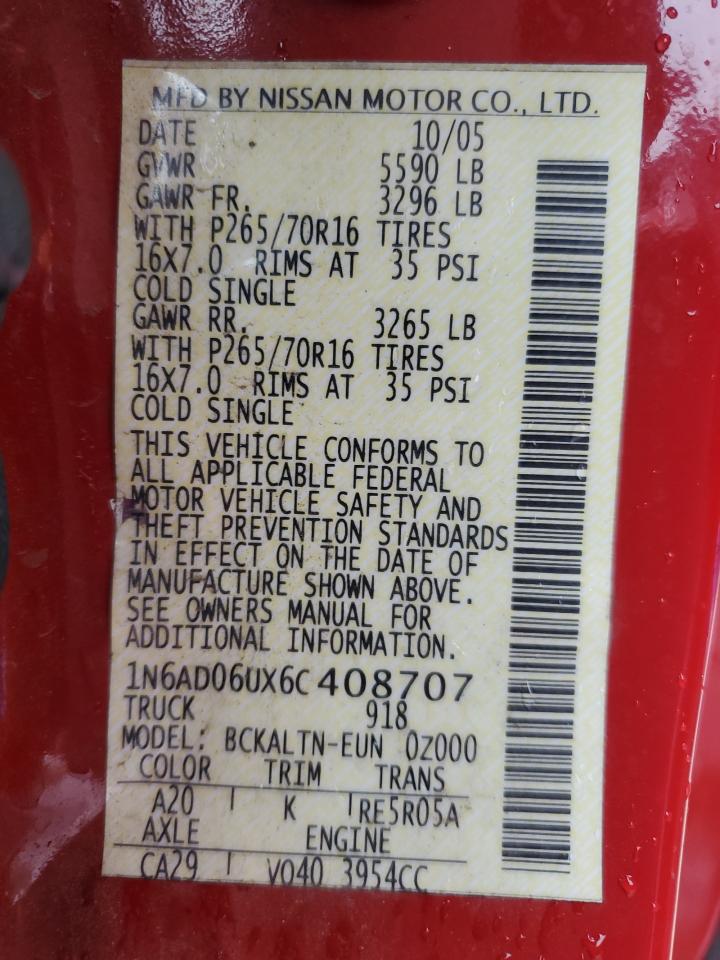 MFD BY NISSAN MOTOR CO., LTD.
DATE 10/05
GVWR 5590 LB
GAWR FR. 3296 LB
WITH P265/70R16 TIRES
16X7.0 RIMS AT 35 PSI
COLD SINGLE
GAWR RR. 3265 LB
WITH P265/70R16 TIRES
16X7.0 RIMS AT 35 PSI
COLD SINGLE
THIS VEHICLE CONFORMS TO
ALL APPLICABLE FEDERAL
MOTOR VEHICLE SAFETY AND
THEFT PREVENTION STANDARDS
IN EFFECT ON THE DATE OF
MANUFACTURE SHOWN ABOVE.
SEE OWNERS MANUAL FOR
ADDITIONAL INFORMATION.
1N6AD06UX6C408707
TRUCK 918
MODEL: BCKALTN-EUN 0Z000
COLOR TRIM TRANS
A20 K RE5R05A
AXLE ENGINE
CA29 VQ40 3954CC